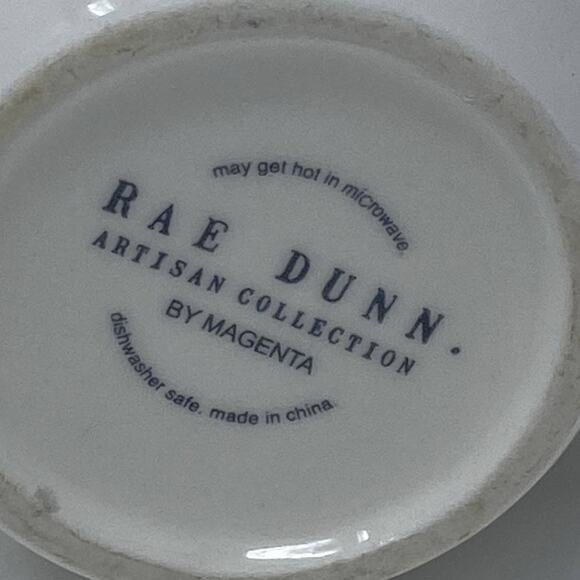 may get hot in microwave.
RAE DUNN.
ARTISAN COLLECTION
BY MAGENTA
dishwasher safe. made in china.